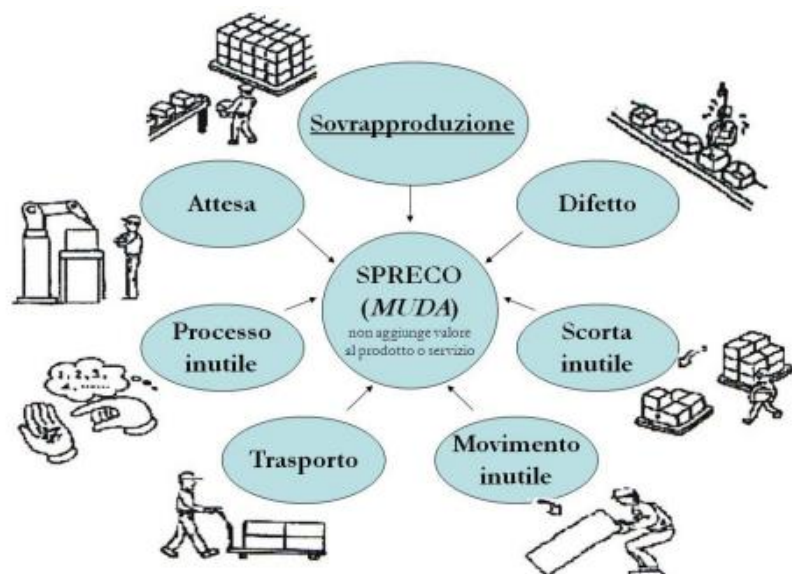 Sovrapproduzione
Attesa
Difetto
SPRECO
(MUDA)
non aggiunge valore
al prodotto o servizio
Processo
inutile
Scorta
inutile
1, 2, 3,
4, ......
Trasporto
Movimento
inutile